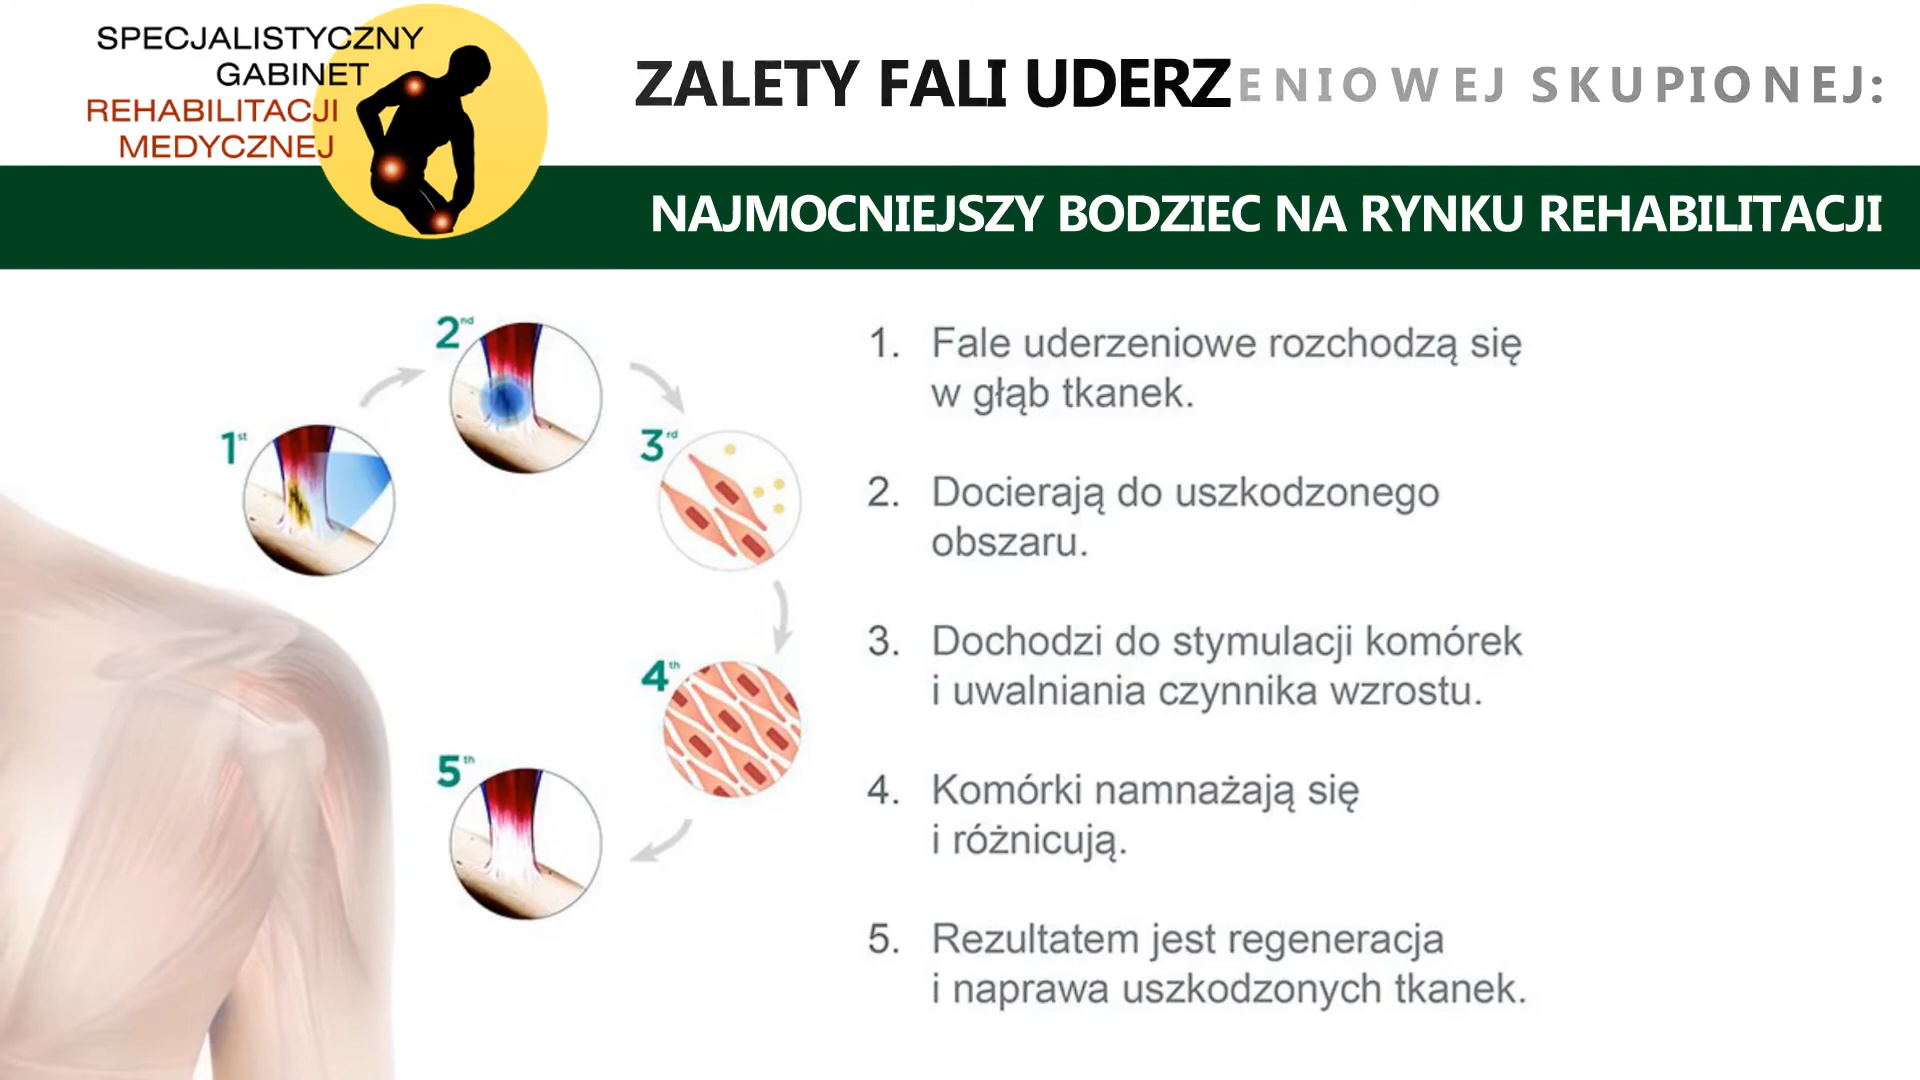 SPECJALISTYCZNY
GABINET
REHABILITACJI
MEDYCZNEJ
ZALETY FALI UDERZENIOWEJ SKUPIONEJ:
NAJMOCNIEJSZY BODZIEC NA RYNKU REHABILITACJI
1st
2nd
3rd
4th
5th
1. Fale uderzeniowe rozchodzą się
w głąb tkanek.
2. Docierają do uszkodzonego
obszaru.
3. Dochodzi do stymulacji komórek
i uwalniania czynnika wzrostu.
4. Komórki namnażają się
i różnicują.
5. Rezultatem jest regeneracja
i naprawa uszkodzonych tkanek.